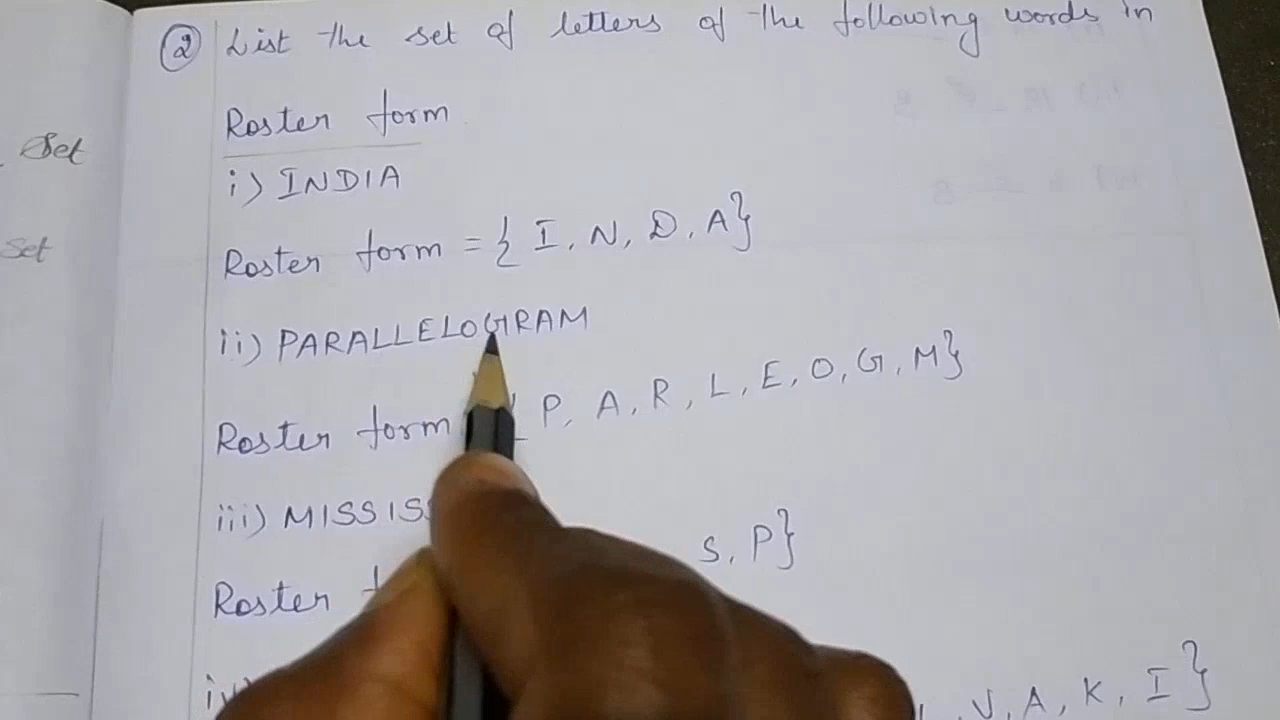 ② List the set of letters of the following words in
Roster form
Set
i) INDIA
Set
Roster form = { I, N, D, A}
ii) PARALLELOGRAM
Roster form { P, A, R, L, E, O, G, M}
iii) MISSIS
Roster S, P}
iv) , V, A, K, I}